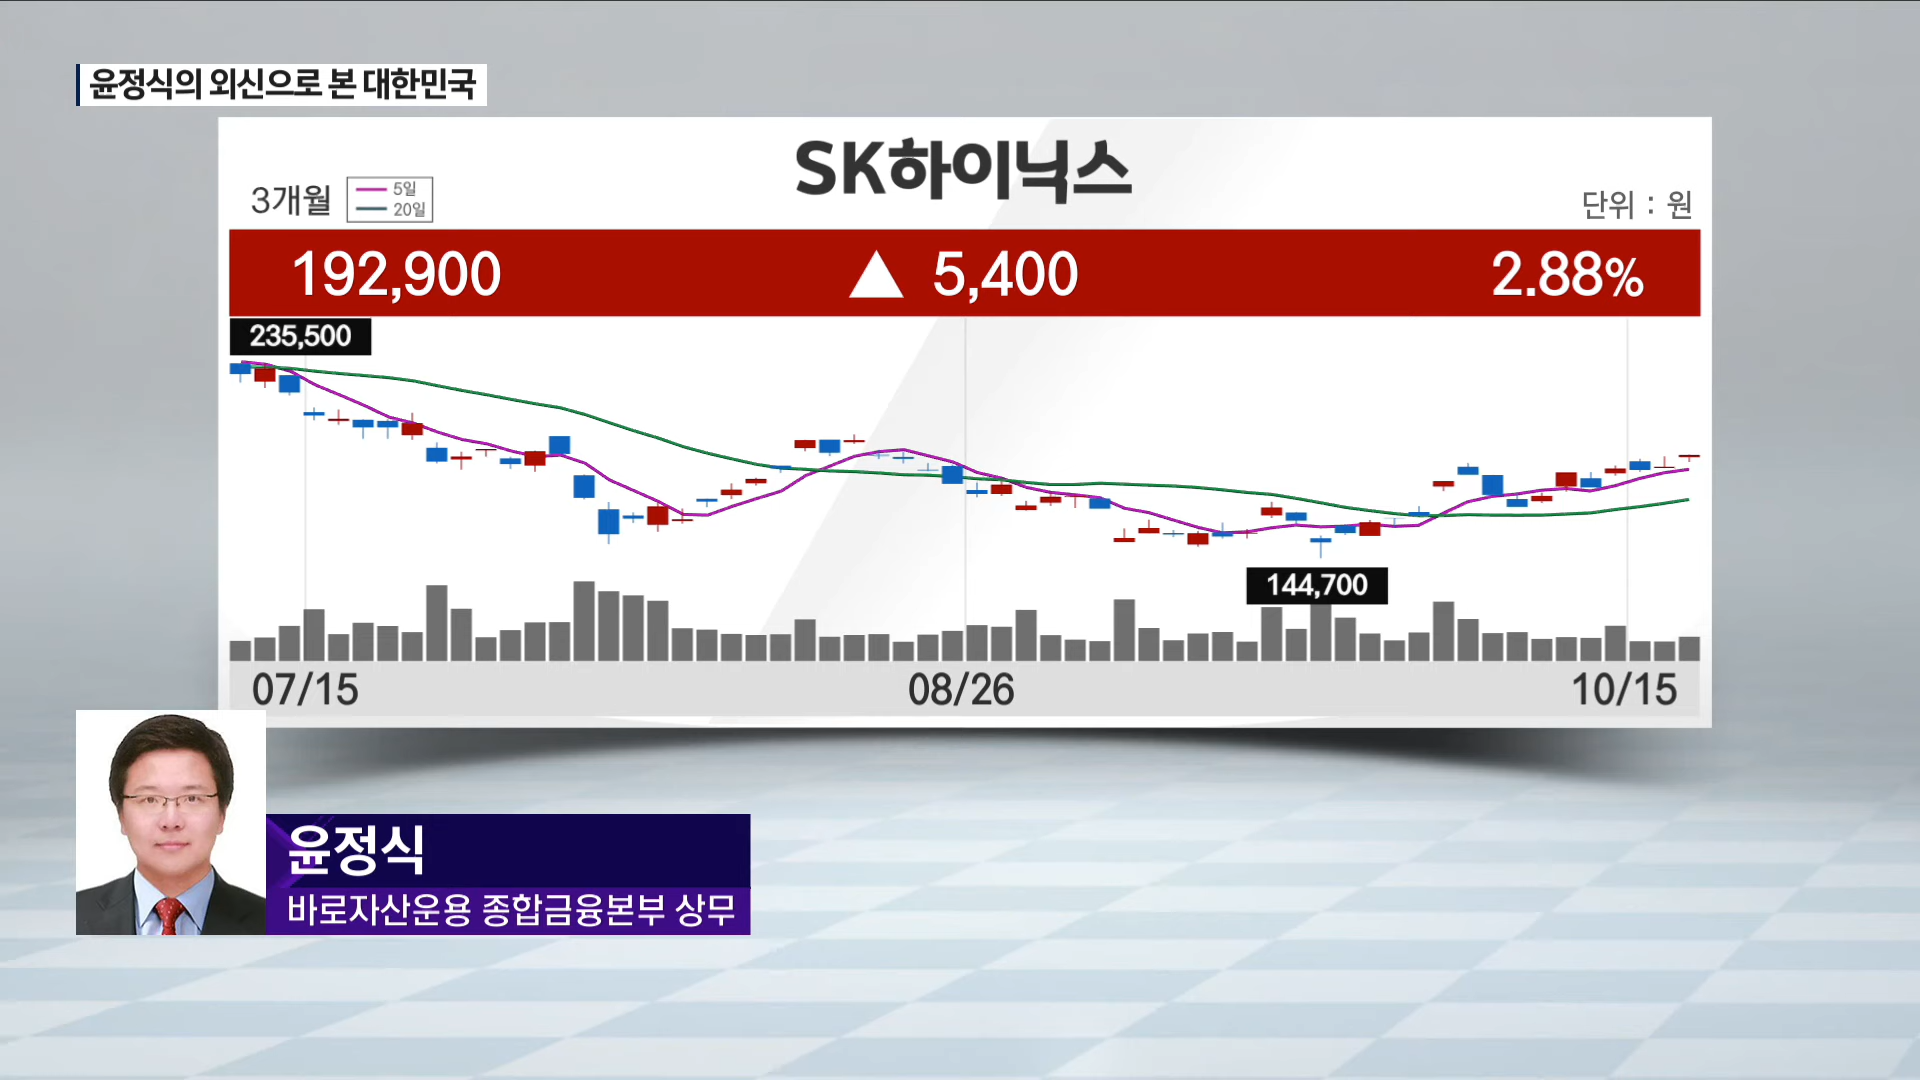 윤정식의 외신으로 본 대한민국
SK하이닉스
3개월
5일
20일
단위 : 원
192,900 ▲ 5,400 2.88%
235,500
144,700
07/15 08/26 10/15
윤정식
바로자산운용 종합금융본부 상무